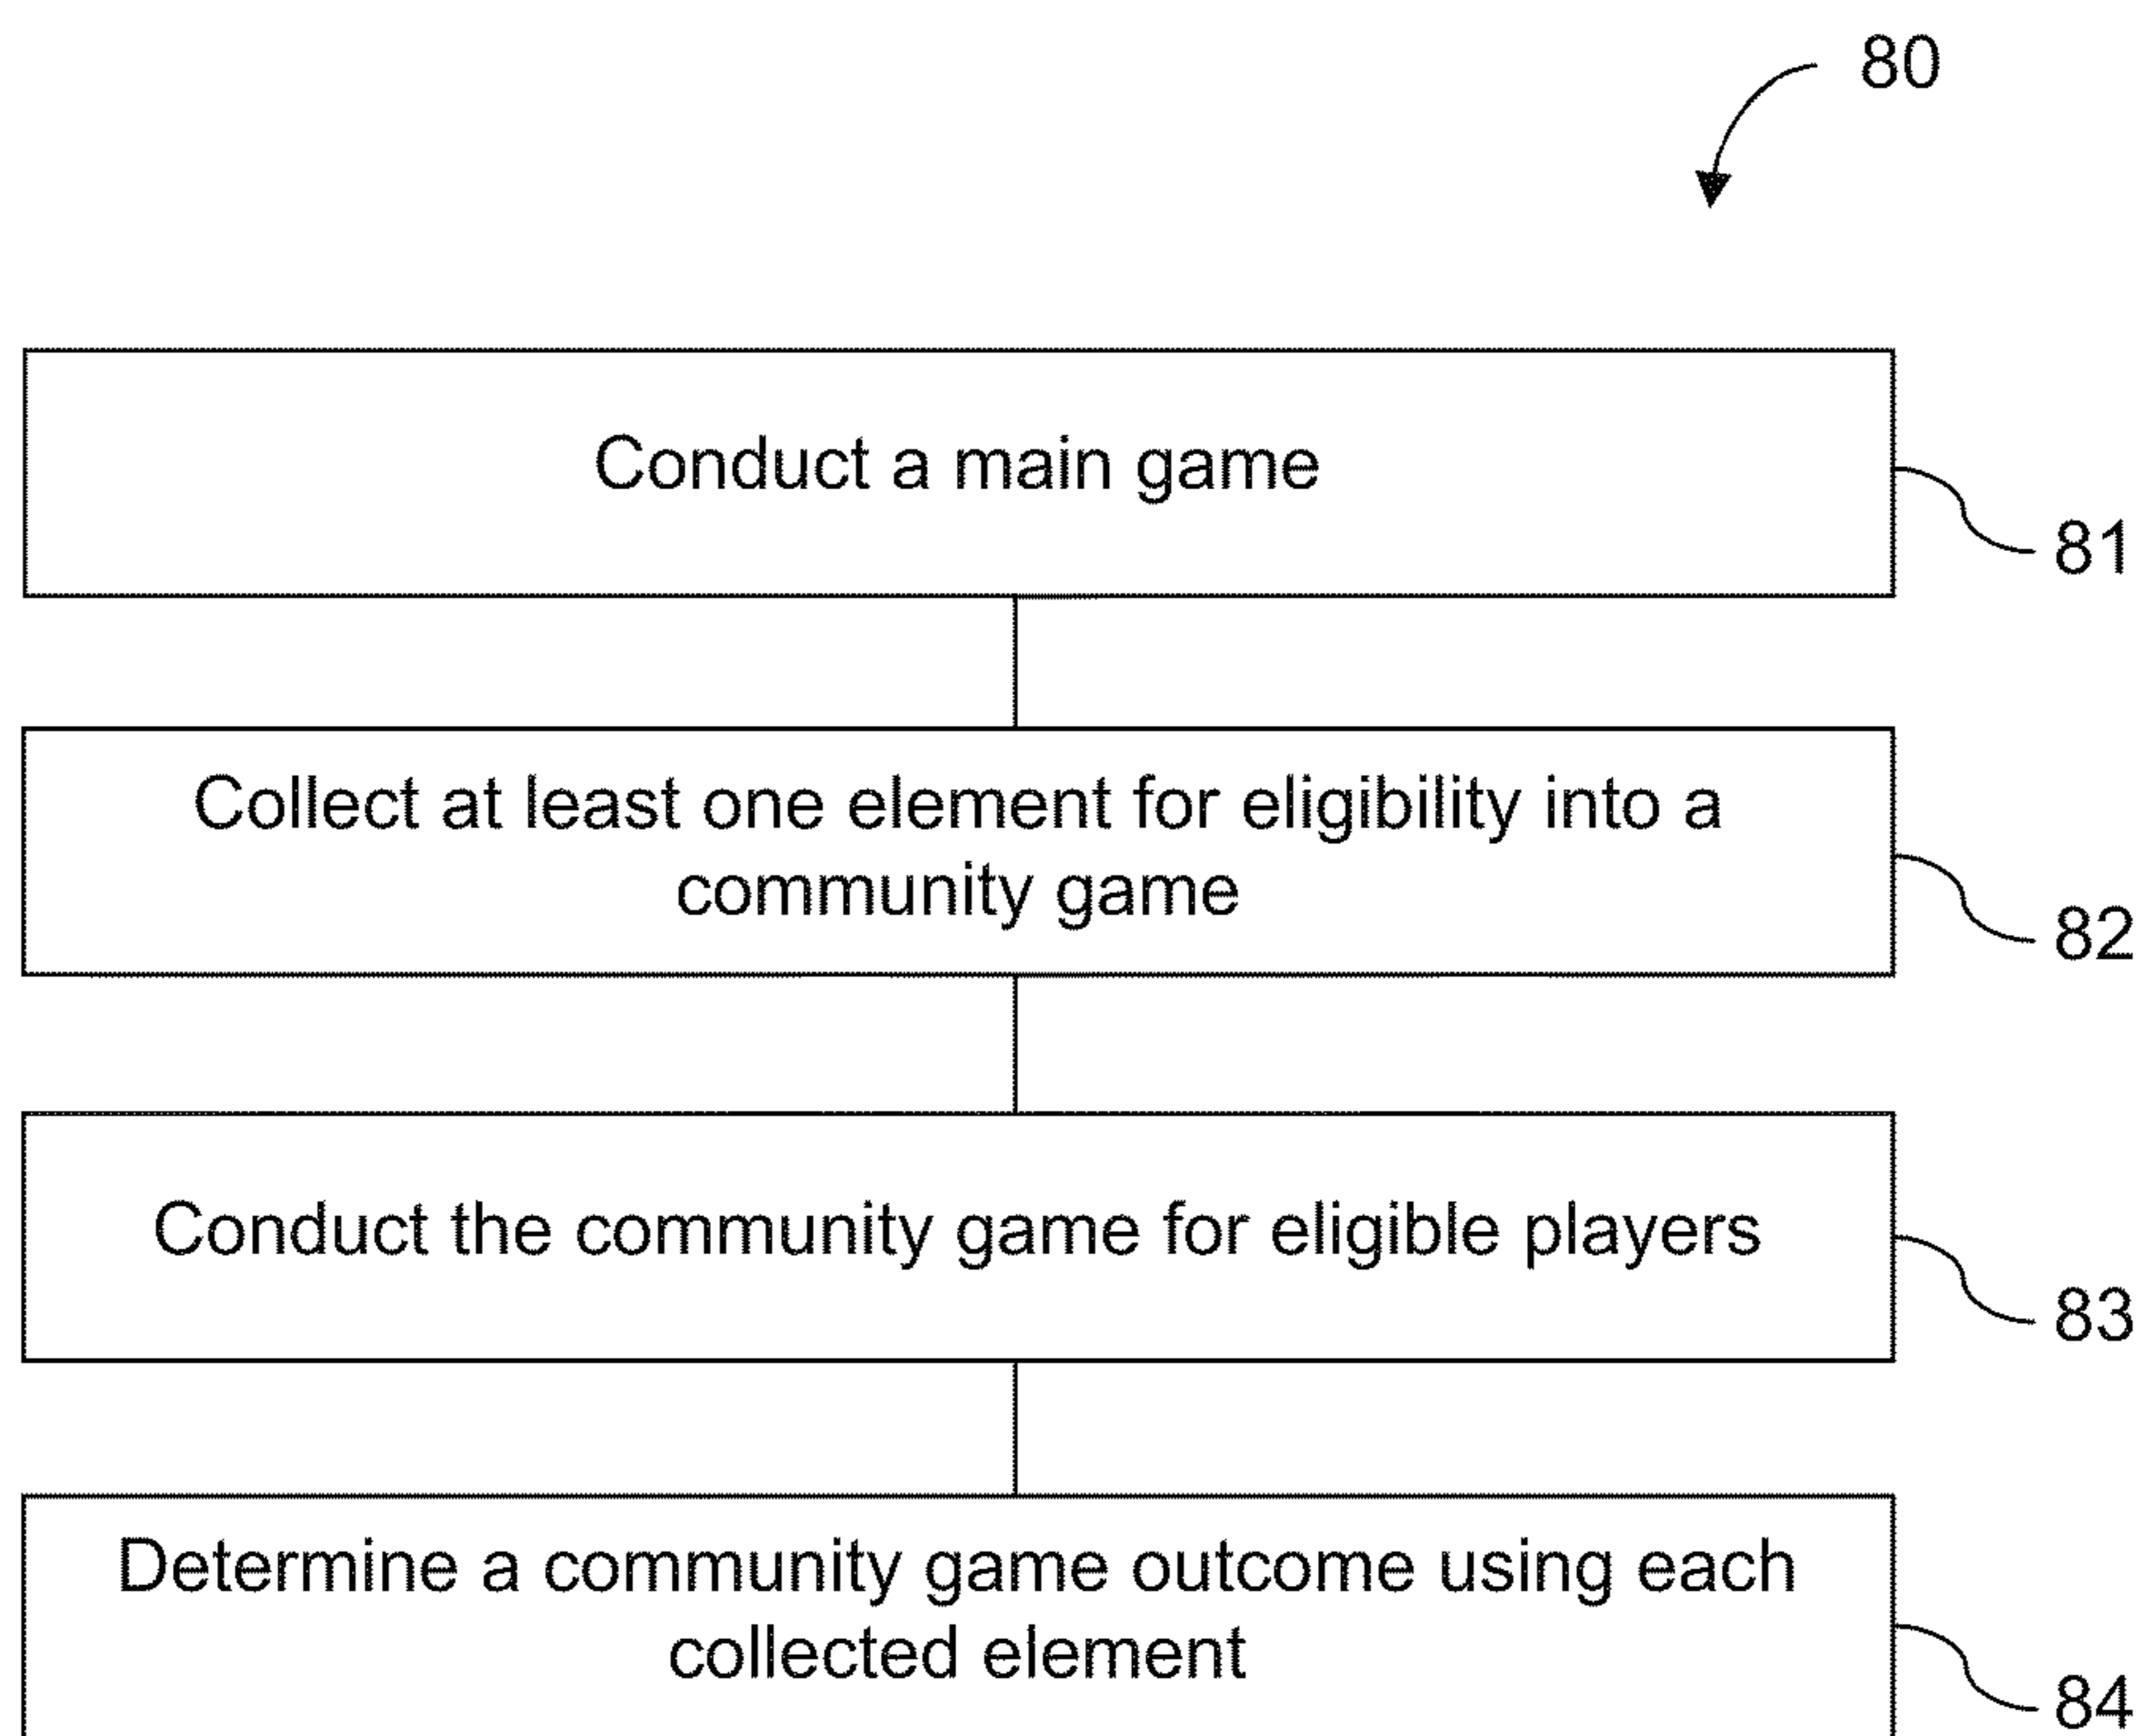 80
Conduct a main game
81
Collect at least one element for eligibility into a
community game
82
Conduct the community game for eligible players
83
Determine a community game outcome using each
collected element
84